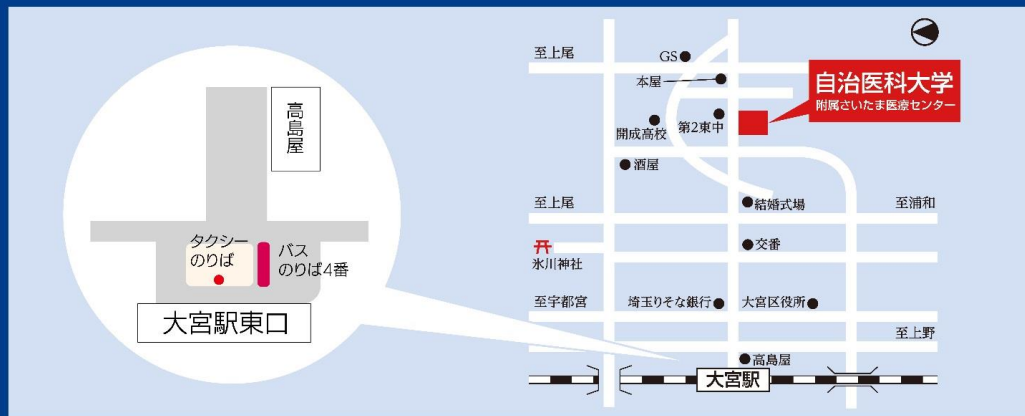 高島屋
タクシー
のりば
バス
のりば4番
大宮駅東口
至上尾
GS
本屋
自治医科大学
附属さいたま医療センター
開成高校
第2東中
酒屋
至上尾
結婚式場
至浦和
氷川神社
交番
至宇都宮
埼玉りそな銀行
大宮区役所
至上野
高島屋
大宮駅